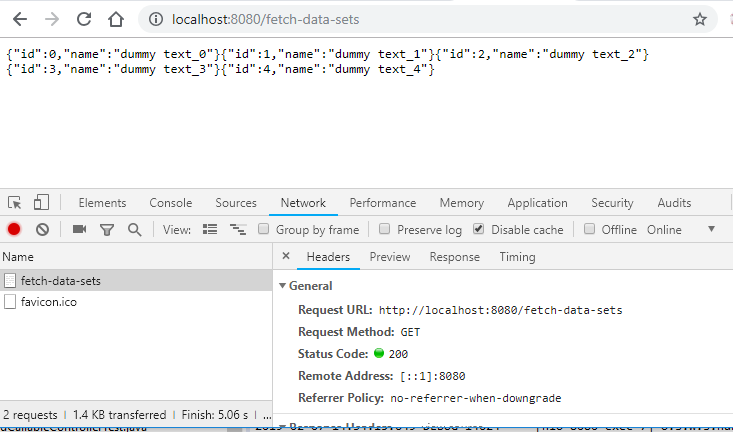 localhost:8080/fetch-data-sets
{"id":0,"name":"dummy text_0"}{"id":1,"name":"dummy text_1"}{"id":2,"name":"dummy text_2"}
{"id":3,"name":"dummy text_3"}{"id":4,"name":"dummy text_4"}
Elements Console Sources Network Performance Memory Application Security Audits
View: Group by frame Preserve log Disable cache Offline Online
Name
× Headers Preview Response Timing
fetch-data-sets
favicon.ico
General
Request URL: http://localhost:8080/fetch-data-sets
Request Method: GET
Status Code: 200
Remote Address: [::1]:8080
Referrer Policy: no-referrer-when-downgrade
2 requests | 1.4 KB transferred | Finish: 5.06 s | ...